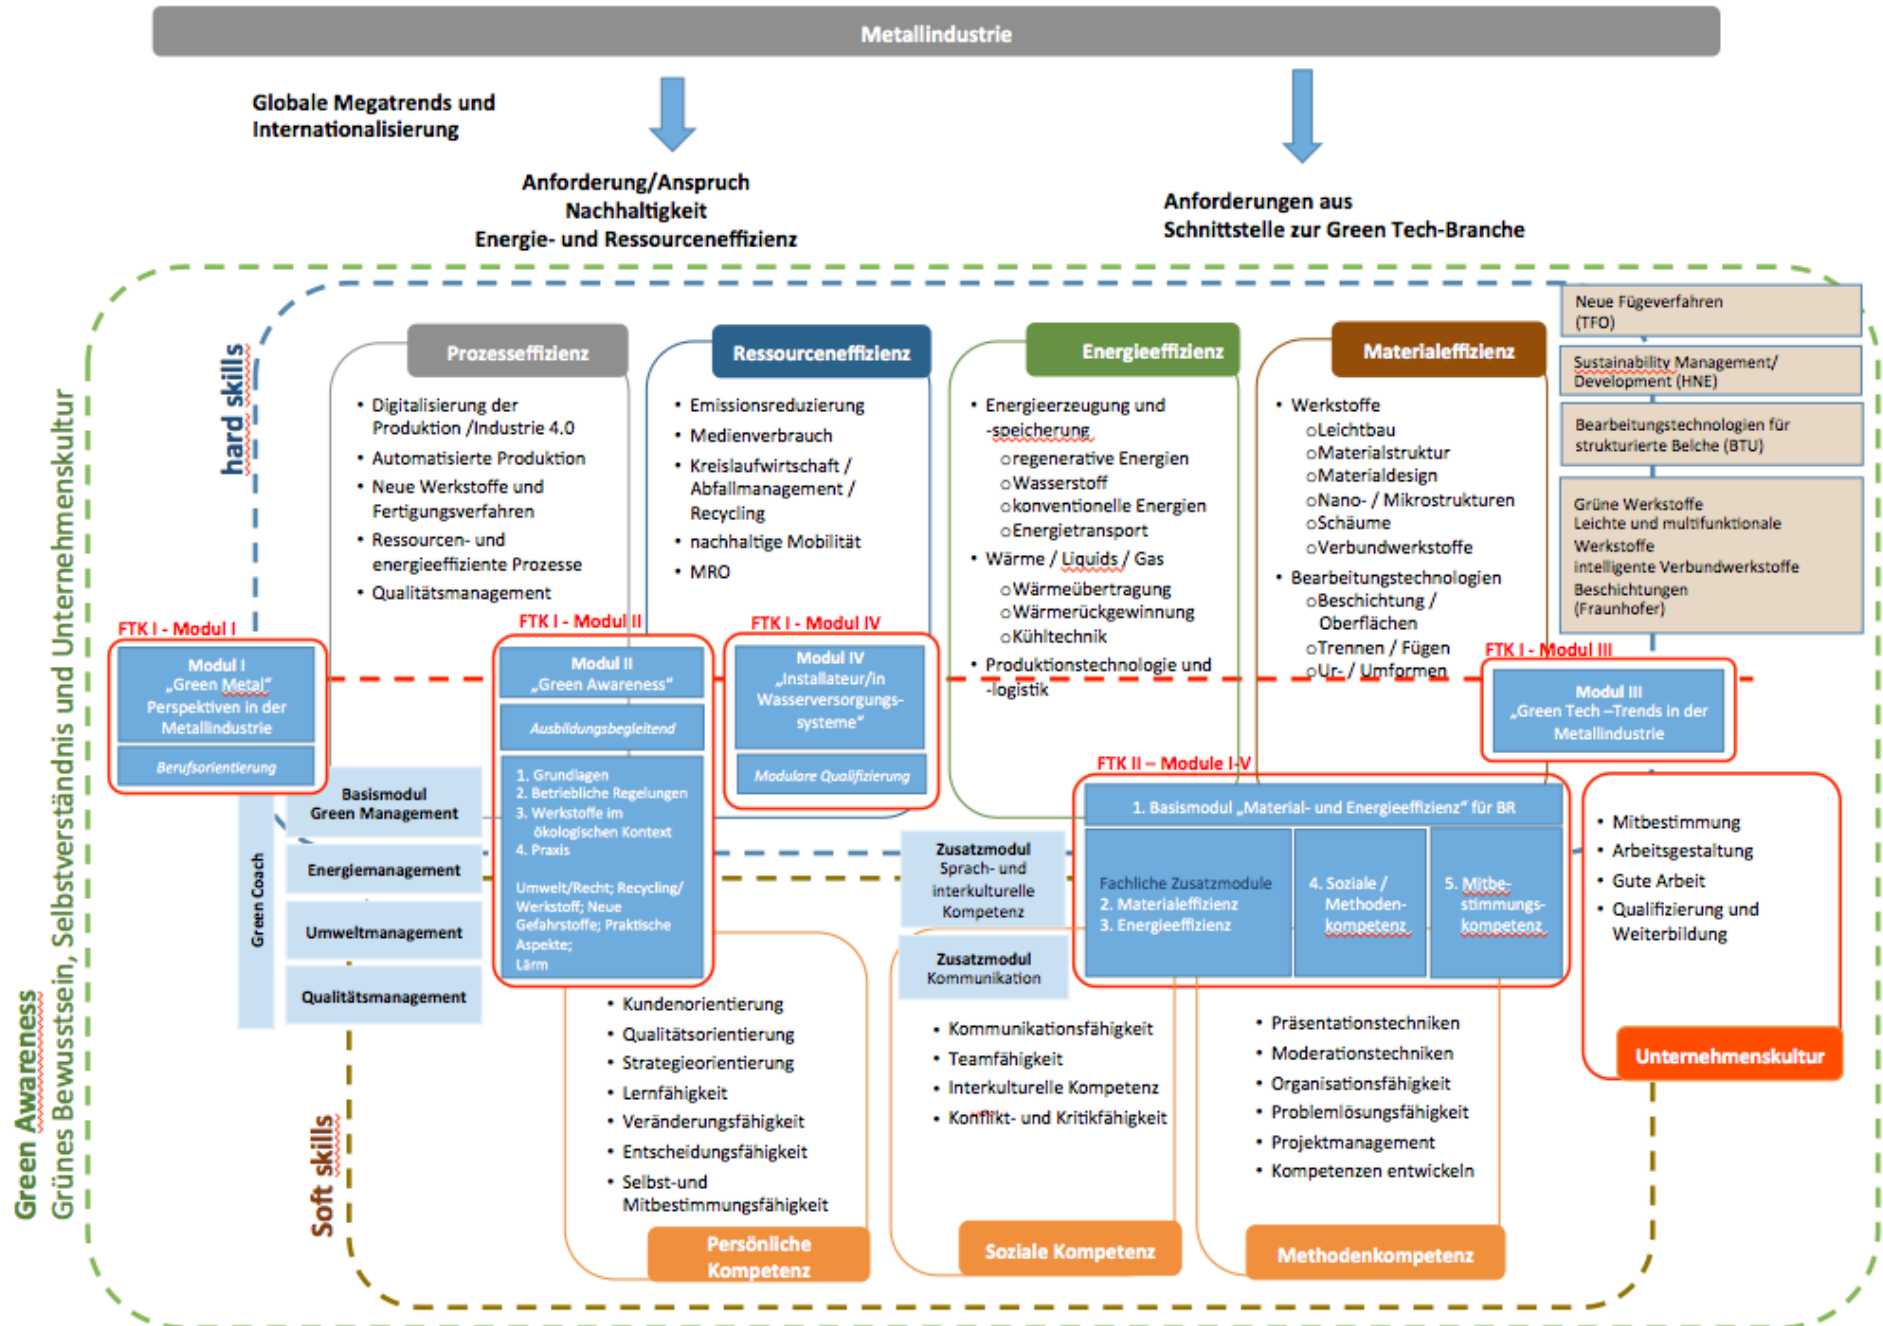 Metallindustrie
Globale Megatrends und
Internationalisierung
Anforderung/Anspruch
Nachhaltigkeit
Energie- und Ressourceneffizienz
Anforderungen aus
Schnittstelle zur Green Tech-Branche
Green Awareness
Grünes Bewusstsein, Selbstverständnis und Unternehmenskultur
hard skills
Prozesseffizienz
• Digitalisierung der
Produktion /Industrie 4.0
• Automatisierte Produktion
• Neue Werkstoffe und
Fertigungsverfahren
• Ressourcen- und
energieeffiziente Prozesse
• Qualitätsmanagement
Ressourceneffizienz
• Emissionsreduzierung
• Medienverbrauch
• Kreislaufwirtschaft /
Abfallmanagement /
Recycling
• nachhaltige Mobilität
• MRO
Energieeffizienz
• Energieerzeugung und
-speicherung
o regenerative Energien
o Wasserstoff
o konventionelle Energien
o Energietransport
• Wärme / Liquids / Gas
o Wärmeübertragung
o Wärmerückgewinnung
o Kühltechnik
• Produktionstechnologie und
-logistik
Materialeffizienz
• Werkstoffe
o Leichtbau
o Materialstruktur
o Materialdesign
o Nano- / Mikrostrukturen
o Schäume
o Verbundwerkstoffe
• Bearbeitungstechnologien
o Beschichtung /
Oberflächen
o Trennen / Fügen
o Ur- / Umformen
Neue Fügeverfahren
(TFO)
Sustainability Management/
Development (HNE)
Bearbeitungstechnologien für
strukturierte Belche (BTU)
Grüne Werkstoffe
Leichte und multifunktionale
Werkstoffe
intelligente Verbundwerkstoffe
Beschichtungen
(Fraunhofer)
FTK I - Modul I
Modul I
„Green Metal“
Perspektiven in der
Metallindustrie
Berufsorientierung
FTK I - Modul II
Modul II
„Green Awareness“
Ausbildungsbegleitend
1. Grundlagen
2. Betriebliche Regelungen
3. Werkstoffe im
ökologischen Kontext
4. Praxis
Umwelt/Recht; Recycling/
Werkstoff; Neue
Gefahrstoffe; Praktische
Aspekte;
Lärm
FTK I - Modul IV
Modul IV
„Installateur/in
Wasserversorgungs-
systeme“
Modulare Qualifizierung
FTK I - Modul III
Modul III
„Green Tech –Trends in der
Metallindustrie
Green Coach
Basismodul
Green Management
Energiemanagement
Umweltmanagement
Qualitätsmanagement
Zusatzmodul
Sprach- und
interkulturelle
Kompetenz
Zusatzmodul
Kommunikation
FTK II – Module I-V
1. Basismodul „Material- und Energieeffizienz“ für BR
Fachliche Zusatzmodule
2. Materialeffizienz
3. Energieeffizienz
4. Soziale /
Methoden-
kompetenz
5. Mitbe-
stimmungs-
kompetenz
• Mitbestimmung
• Arbeitsgestaltung
• Gute Arbeit
• Qualifizierung und
Weiterbildung
Unternehmenskultur
Soft skills
• Kundenorientierung
• Qualitätsorientierung
• Strategieorientierung
• Lernfähigkeit
• Veränderungsfähigkeit
• Entscheidungsfähigkeit
• Selbst-und
Mitbestimmungsfähigkeit
Persönliche
Kompetenz
• Kommunikationsfähigkeit
• Teamfähigkeit
• Interkulturelle Kompetenz
• Konflikt- und Kritikfähigkeit
Soziale Kompetenz
• Präsentationstechniken
• Moderationstechniken
• Organisationsfähigkeit
• Problemlösungsfähigkeit
• Projektmanagement
• Kompetenzen entwickeln
Methodenkompetenz